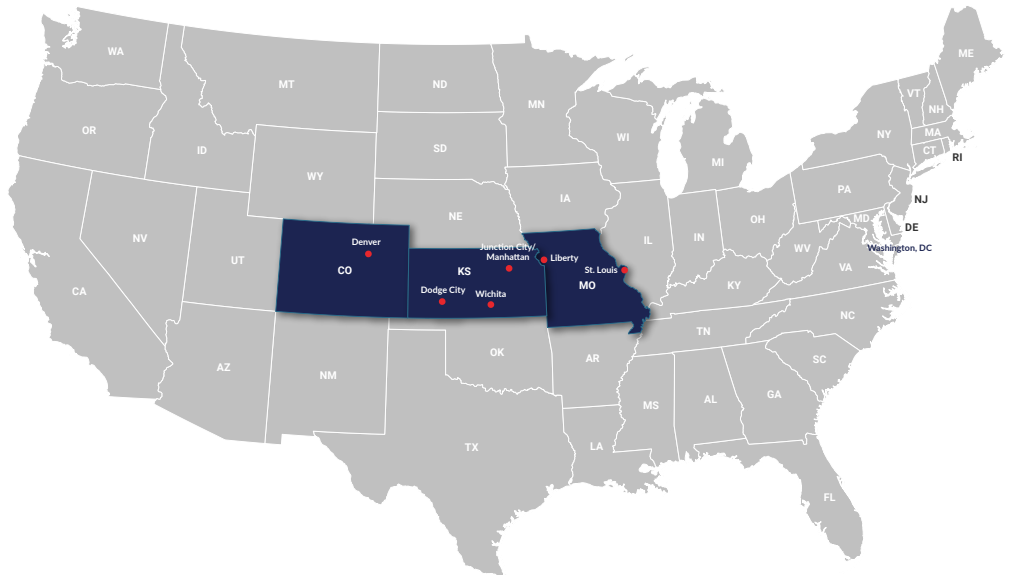 WA
ME
MT
ND
VT
MN
NH
OR
NY
MA
WI
ID
SD
CT
RI
MI
WY
PA
IA
NJ
NE
OH
MD
DE
NV
IL
IN
Denver
Junction City/
Manhattan
WV
Washington, DC
UT
Liberty
CO
KS
St. Louis
VA
CA
KY
MO
Dodge City
Wichita
NC
TN
OK
AR
SC
AZ
NM
GA
AL
MS
TX
LA
FL